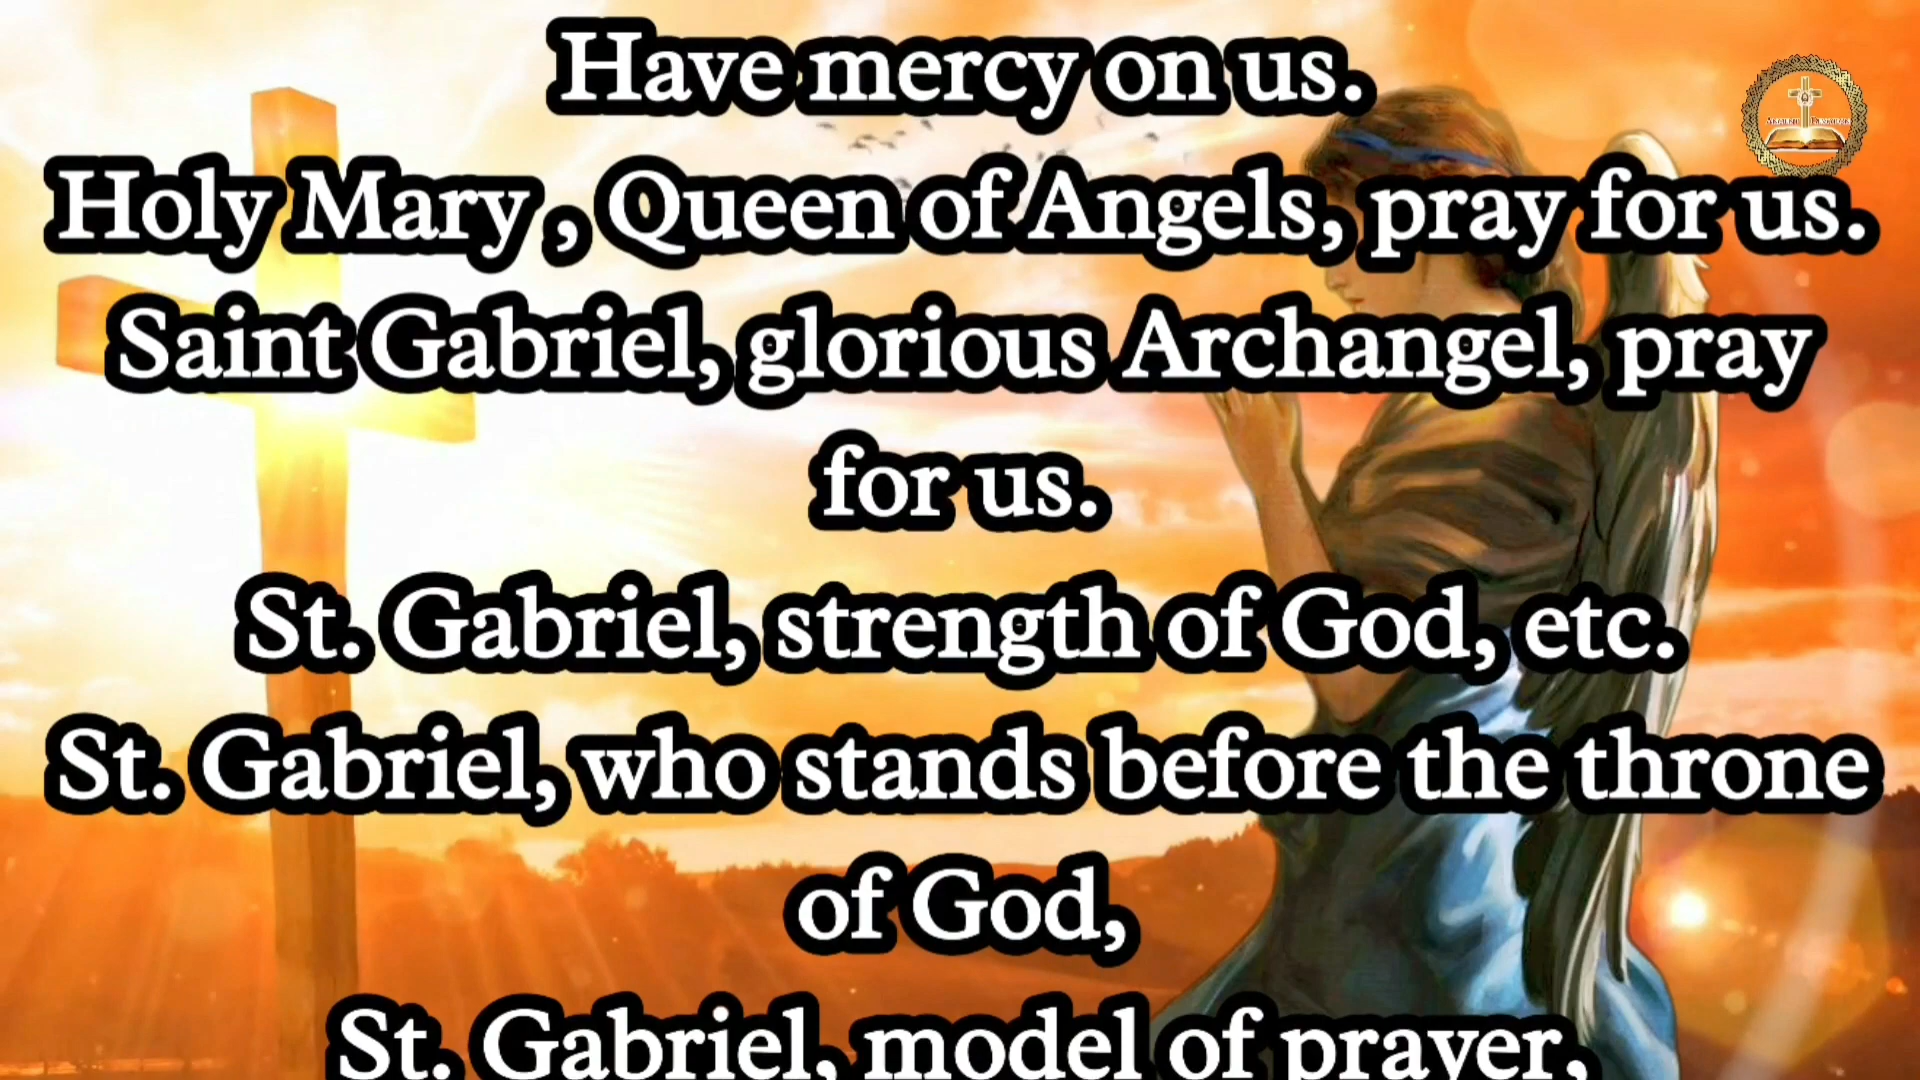 Have mercy on us.
Holy Mary , Queen of Angels, pray for us.
Saint Gabriel, glorious Archangel, pray
for us.
St. Gabriel, strength of God, etc.
St. Gabriel, who stands before the throne
of God,
St. Gabriel, model of prayer,